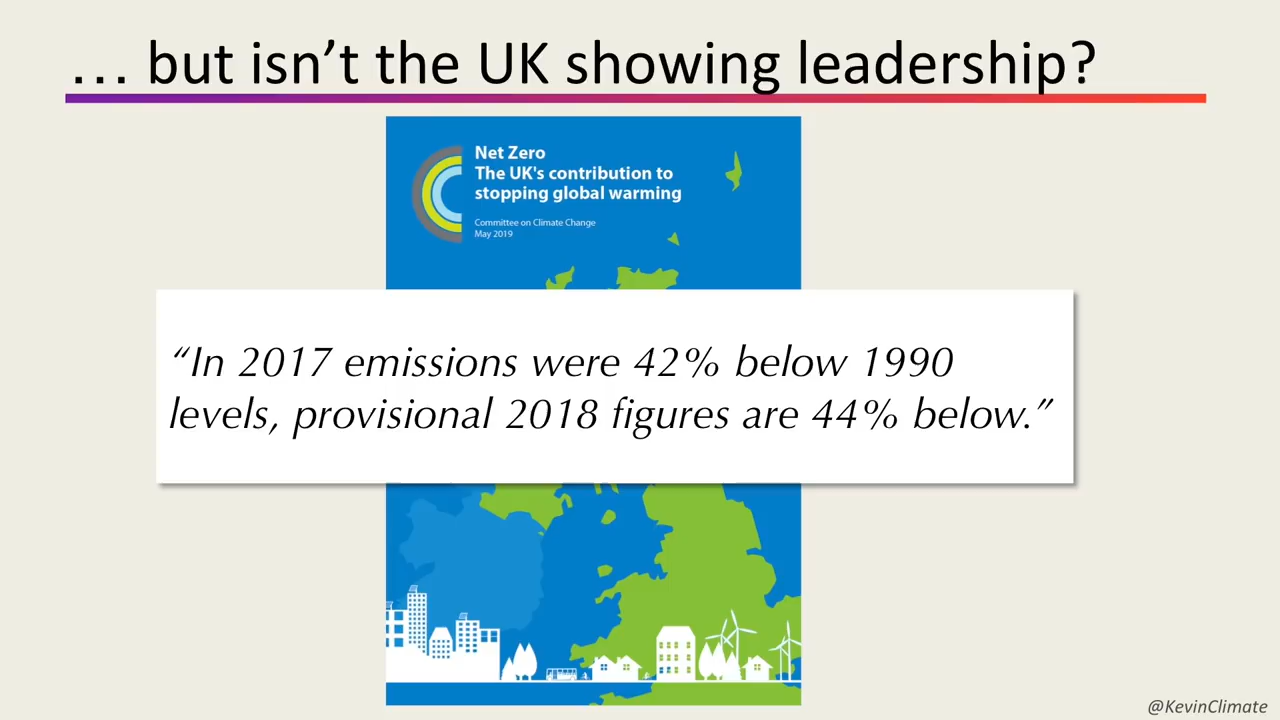 … but isn’t the UK showing leadership?
Net Zero
The UK's contribution to
stopping global warming
Committee on Climate Change
May 2019
“In 2017 emissions were 42% below 1990
levels, provisional 2018 figures are 44% below.”
@KevinClimate